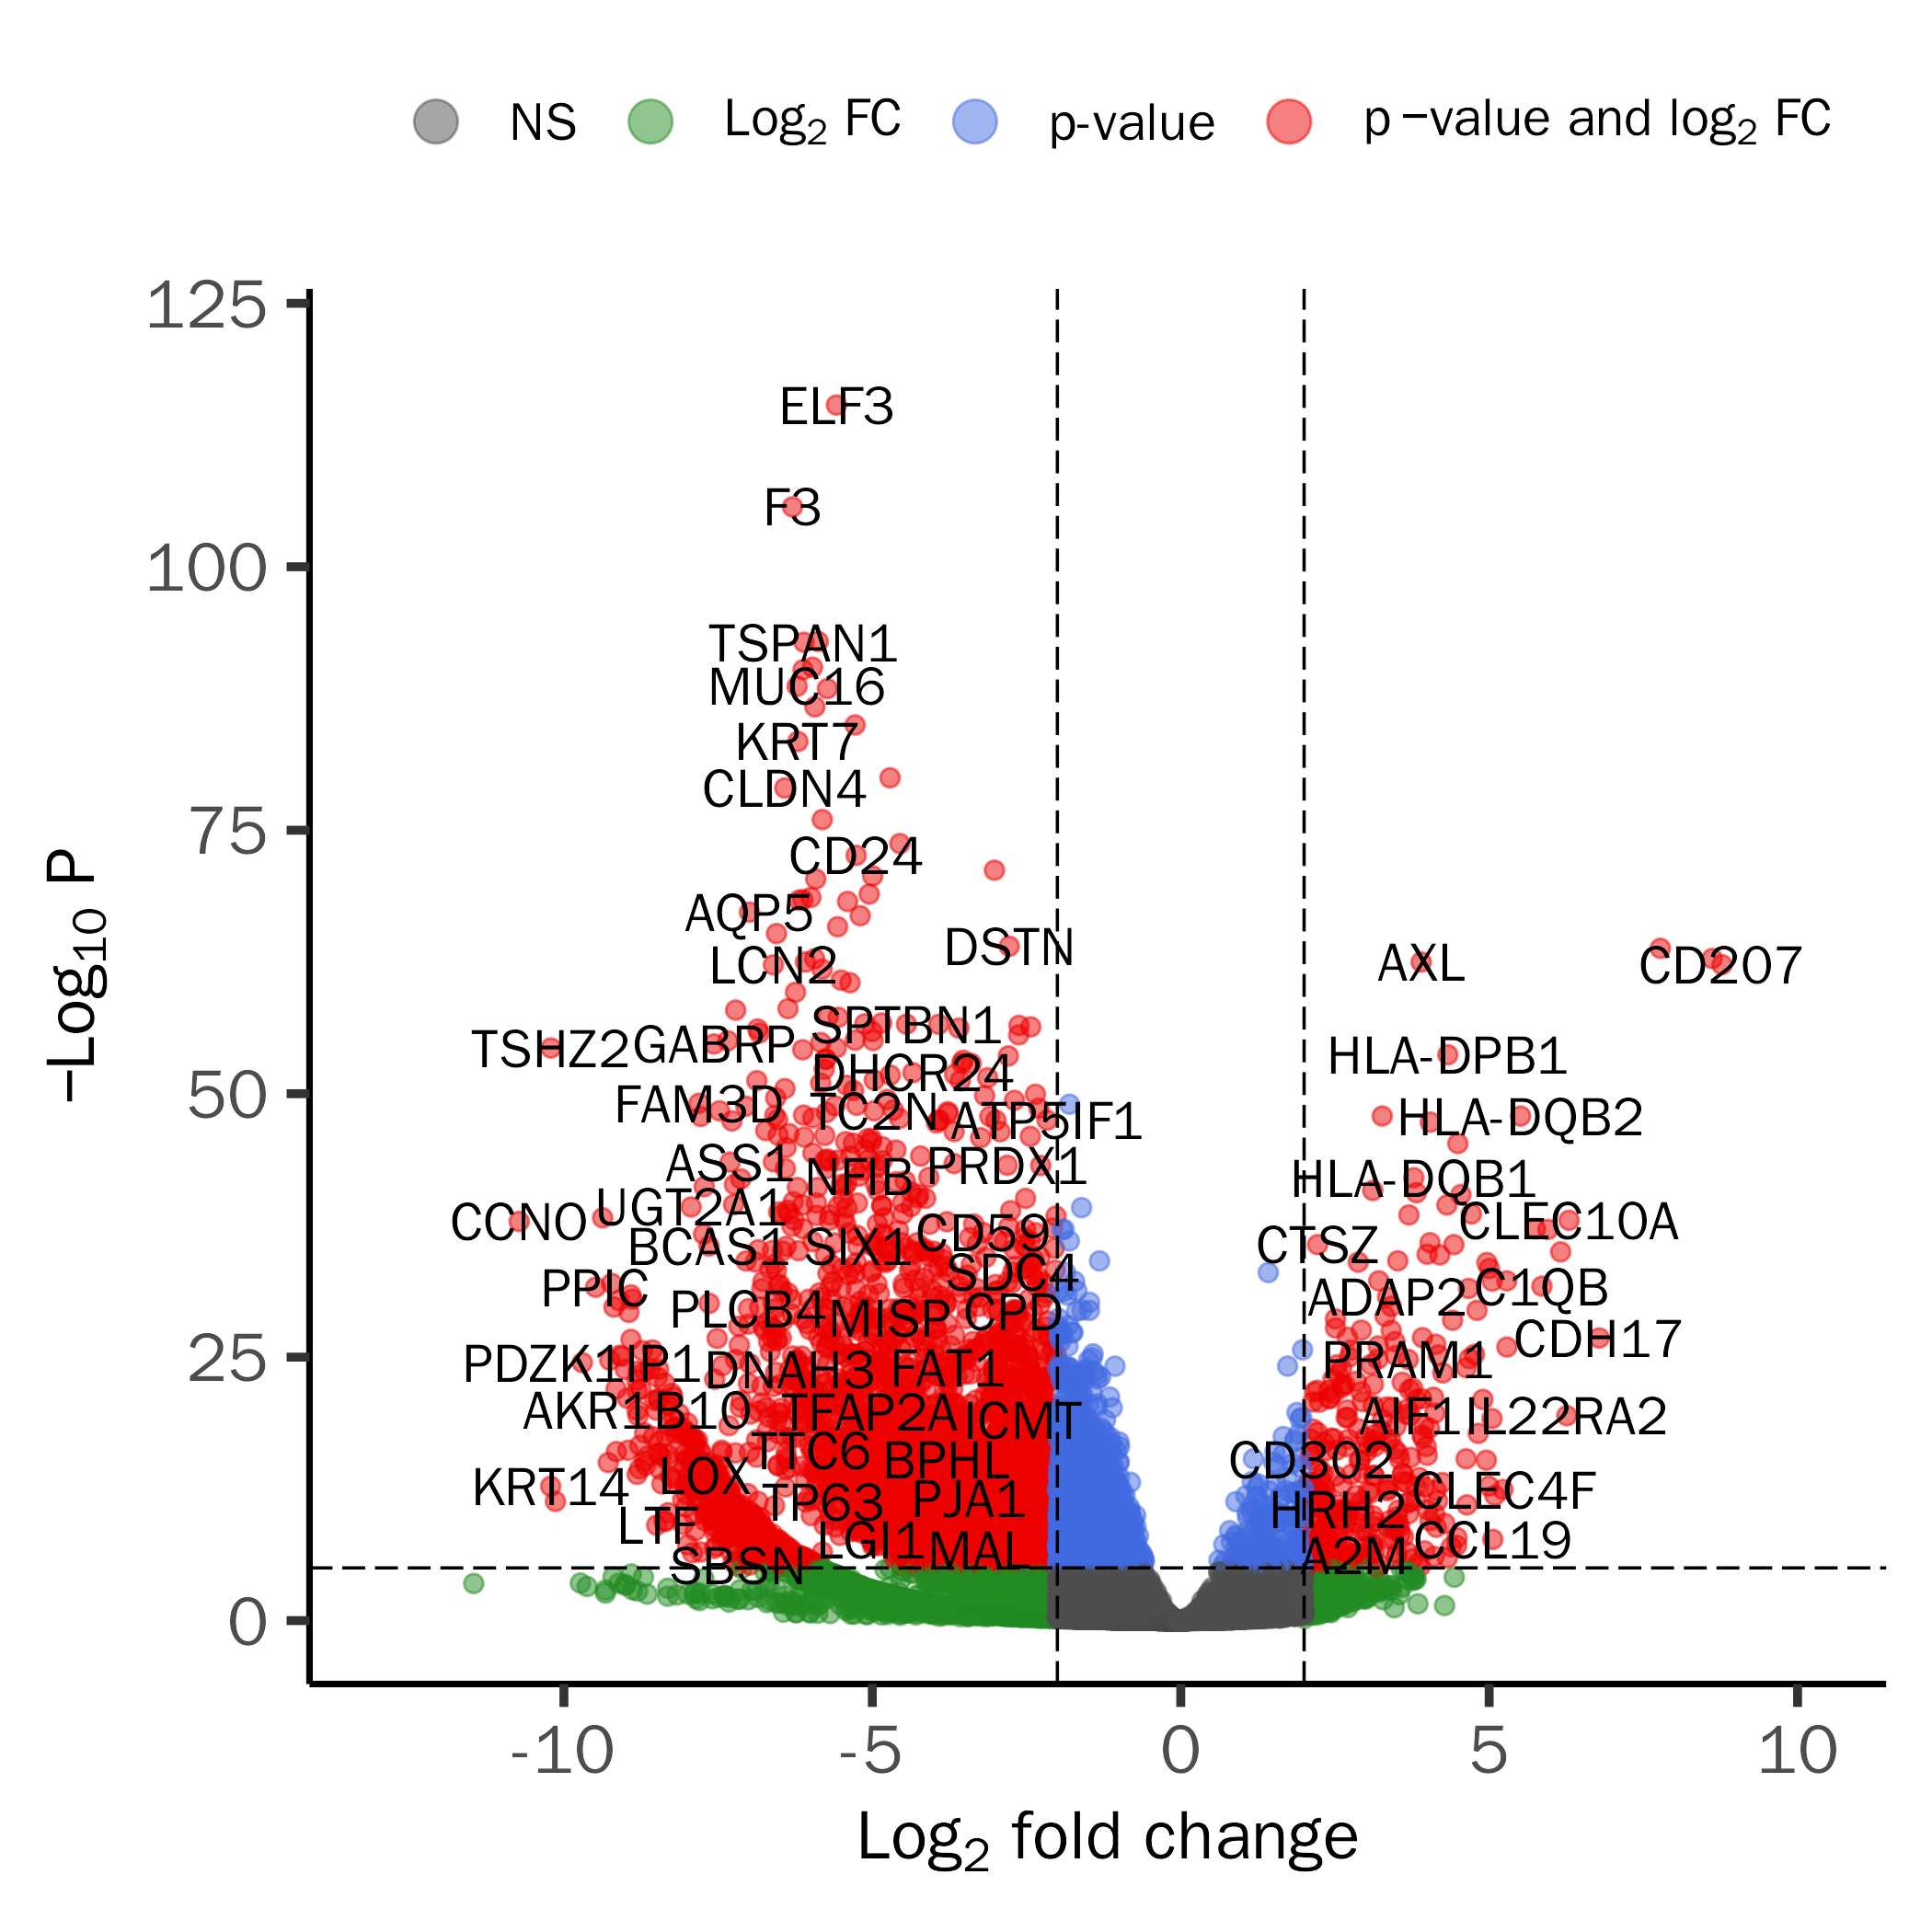 NS Log2 FC p-value p −value and log2 FC
125
100
75
50
25
0
−Log10 P
ELF3
F3
TSPAN1
MUC16
KRT7
CLDN4
CD24
AQP5
DSTN
LCN2
AXL
CD207
SPTBN1
TSHZ2
GABRP
HLA-DPB1
DHCR24
FAM3D
TC2N
ATP5IF1
HLA-DQB2
ASS1
NFIB
PRDX1
HLA-DQB1
CCNO
UGT2A1
CD59
CLEC10A
BCAS1
SIX1
CTSZ
SDC4
PPIC
PLCB4
MISP
CPD
ADAP2
C1QB
PDZK1IP1
DNAH3
FAT1
PRAM1
CDH17
AKR1B10
TFAP2A
ICMT
AIF1
IL22RA2
TTC6
BPHL
CD302
KRT14
LOX
TP63
PJA1
HRH2
CLEC4F
LTF
LGI1
MAL
CCL19
SBSN
A2M
-10
-5
0
5
10
Log2 fold change